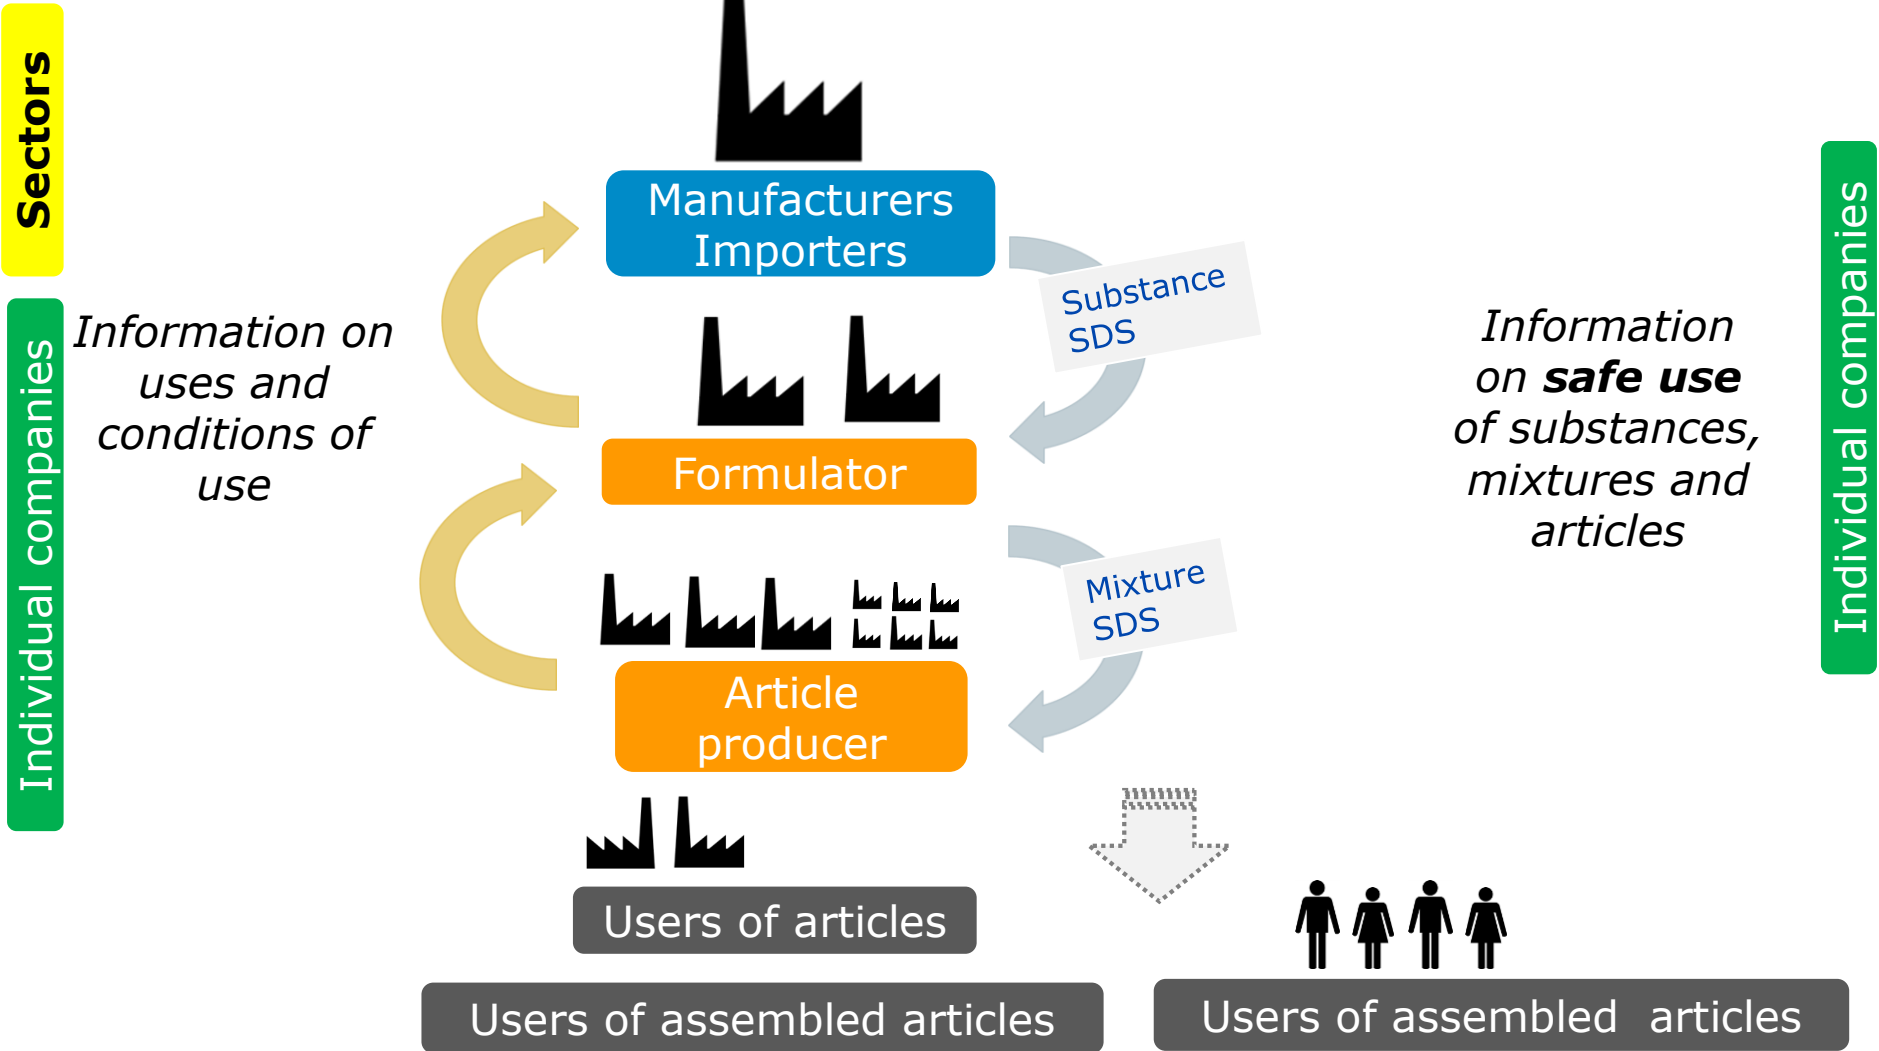 Sectors
Individual companies
Information on
uses and
conditions of
use
Manufacturers
Importers
Substance
SDS
Formulator
Mixture
SDS
Article
producer
Users of articles
Users of assembled articles
Information
on safe use
of substances,
mixtures and
articles
Individual companies
Users of assembled  articles